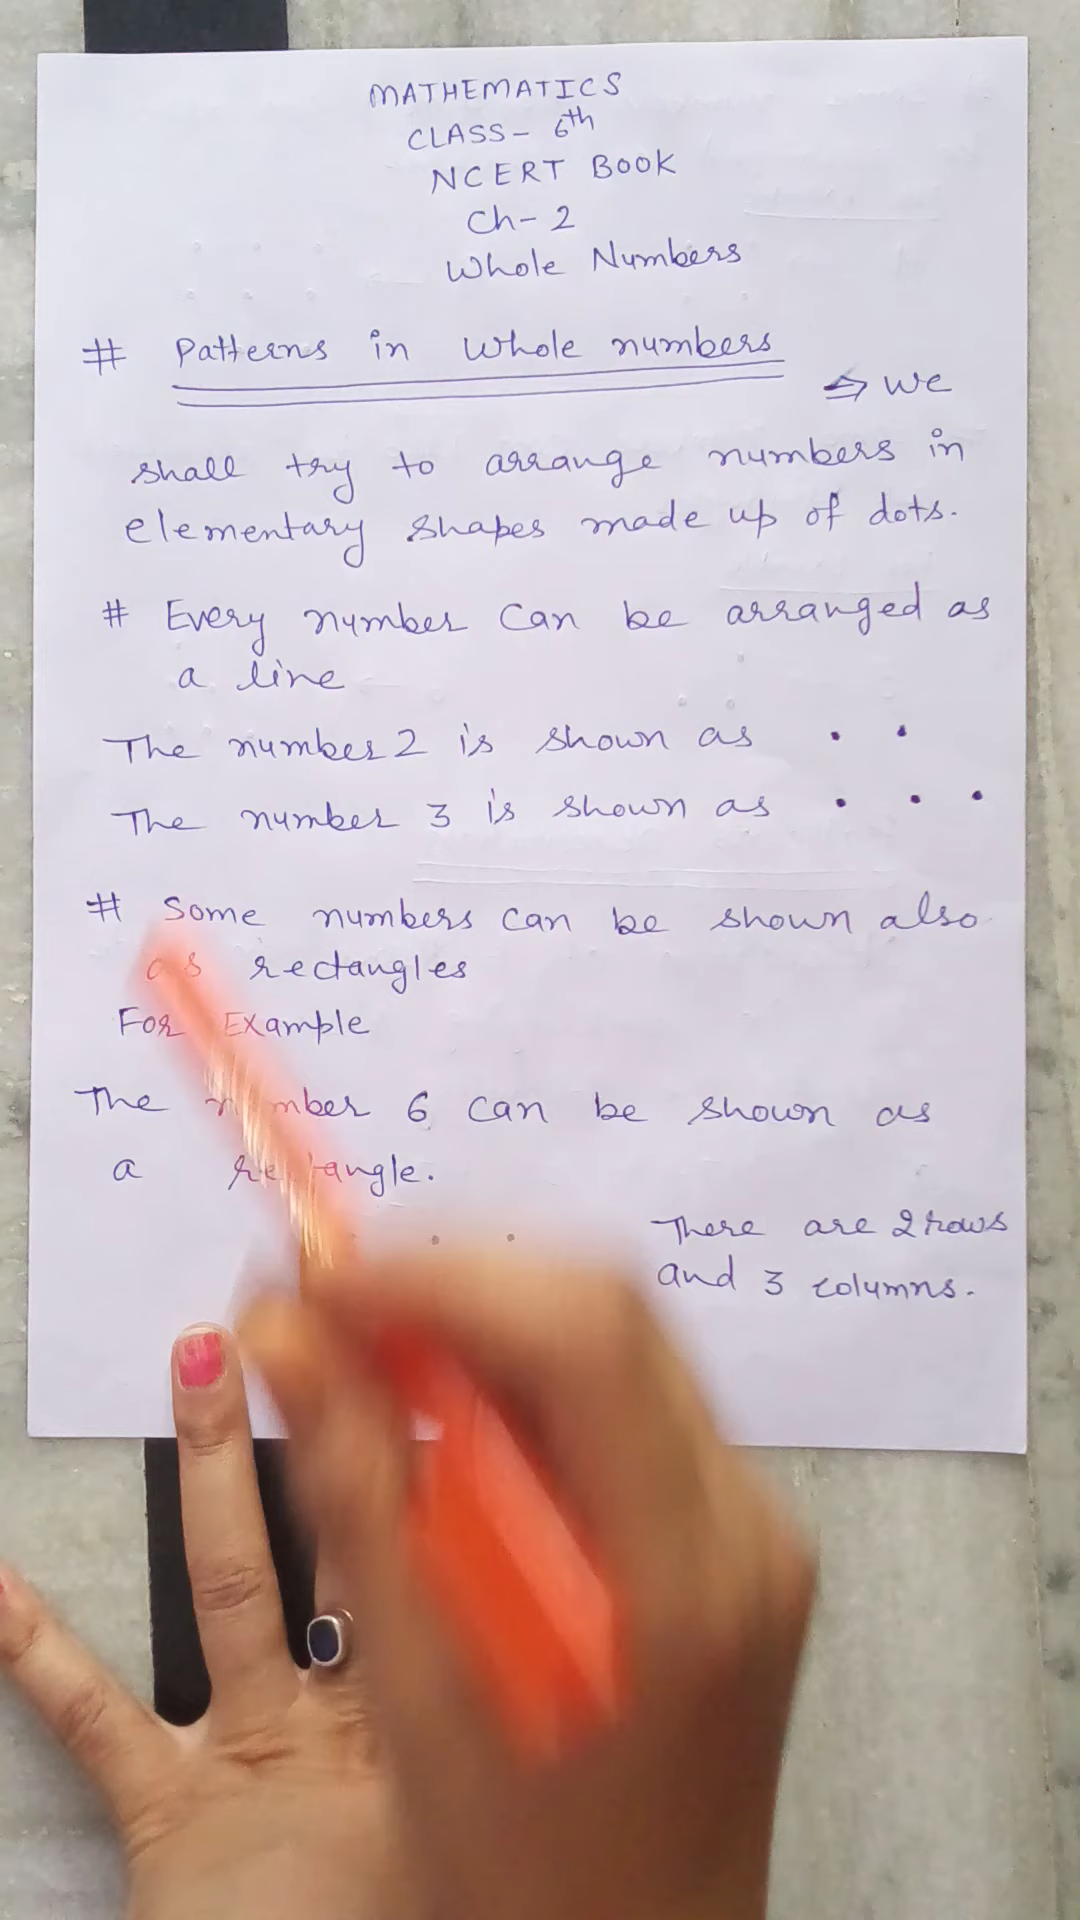 MATHEMATICS
CLASS- 6th
NCERT BOOK
Ch-2
Whole Numbers
# Patterns in Whole numbers
⇒ We
shall try to arrange numbers in
elementary shapes made up of dots.
# Every number can be arranged as
a line
The number 2 is shown as . .
The number 3 is shown as . . .
# Some numbers can be shown also
as rectangles
For Example
The number 6 can be shown as
a rectangle.
There are 2 rows
and 3 columns.